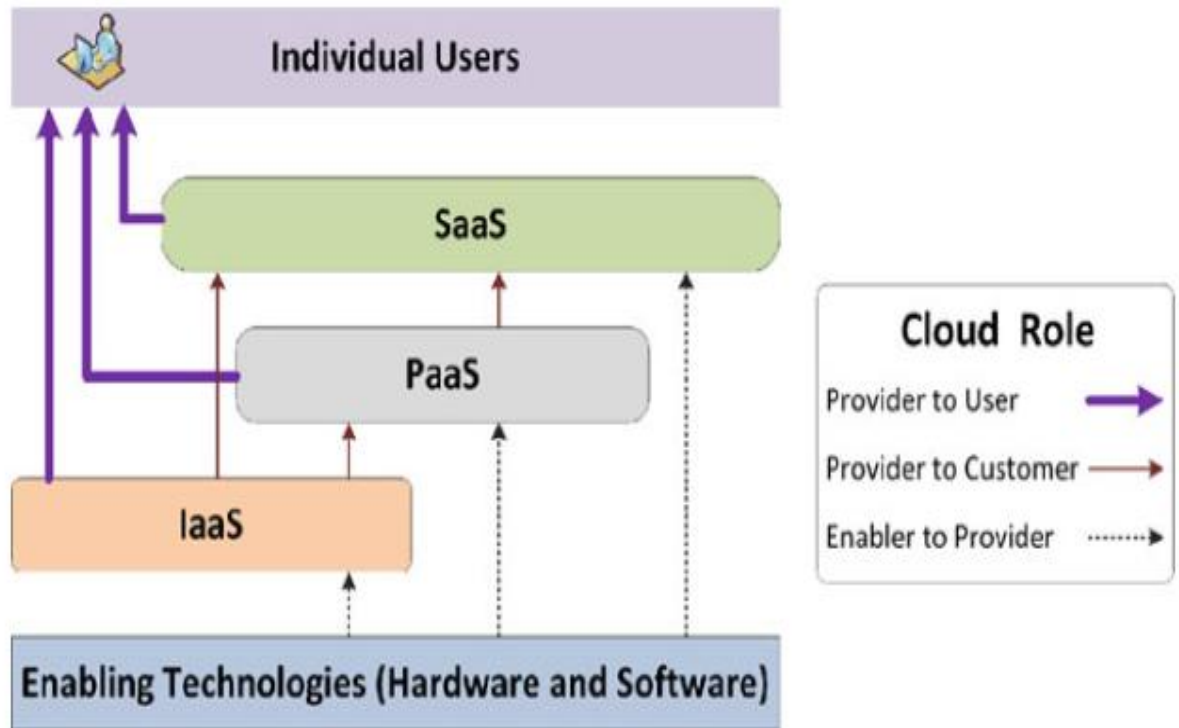 Individual Users
SaaS
PaaS
IaaS
Enabling Technologies (Hardware and Software)
Cloud Role
Provider to User
Provider to Customer
Enabler to Provider